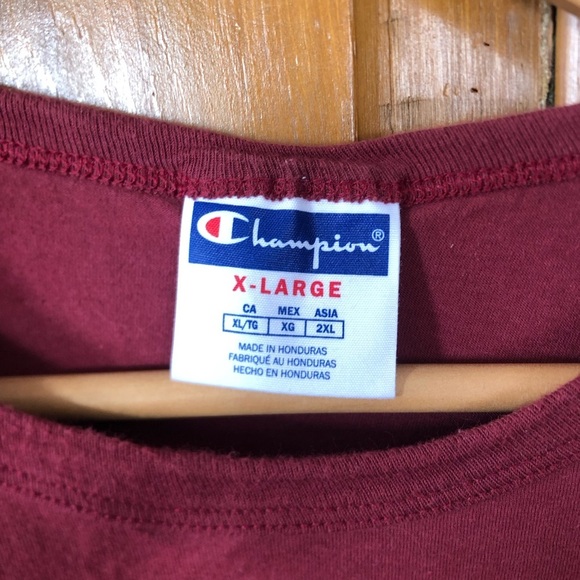 Champion®
X-LARGE
CA MEX ASIA
XL/TG XG 2XL
MADE IN HONDURAS
FABRIQUÉ AU HONDURAS
HECHO EN HONDURAS